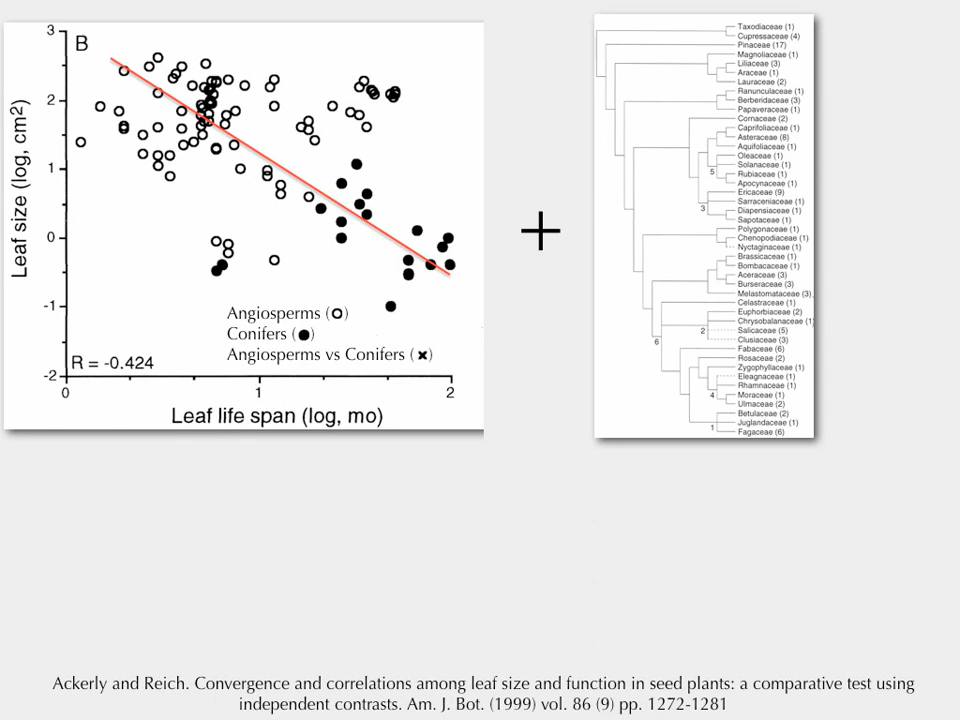 3
B
2
1
0
-1
-2
Leaf size (log, cm2)
Angiosperms ( )
Conifers ( )
Angiosperms vs Conifers ( )
R = -0.424
0
1
2
Leaf life span (log, mo)
+
Taxodiaceae (1)
Cupressaceae (4)
Pinaceae (17)
Magnoliaceae (1)
Liliaceae (3)
Araceae (1)
Lauraceae (2)
Ranunculaceae (1)
Berberidaceae (3)
Papaveraceae (1)
Cornaceae (2)
Caprifoliaceae (1)
Asteraceae (8)
Aquifoliaceae (1)
Oleaceae (1)
Solanaceae (1)
5
Rubiaceae (1)
Apocynaceae (1)
Ericaceae (9)
Sarraceniaceae (1)
3
Diapensiaceae (1)
Sapotaceae (1)
Polygonaceae (1)
Chenopodiaceae (1)
Nyctaginaceae (1)
Brassicaceae (1)
Bombacaceae (1)
Aceraceae (3)
Burseraceae (3)
Melastomataceae (3)
Celastraceae (1)
Euphorbiaceae (2)
Chrysobalanaceae (1)
2
Salicaceae (5)
Clusiaceae (3)
6
Fabaceae (6)
Rosaceae (2)
Zygophyllaceae (1)
Eleagnaceae (1)
Rhamnaceae (1)
4
Moraceae (1)
Ulmaceae (2)
Betulaceae (2)
1
Juglandaceae (1)
Fagaceae (6)
Ackerly and Reich. Convergence and correlations among leaf size and function in seed plants: a comparative test using
independent contrasts. Am. J. Bot. (1999) vol. 86 (9) pp. 1272-1281